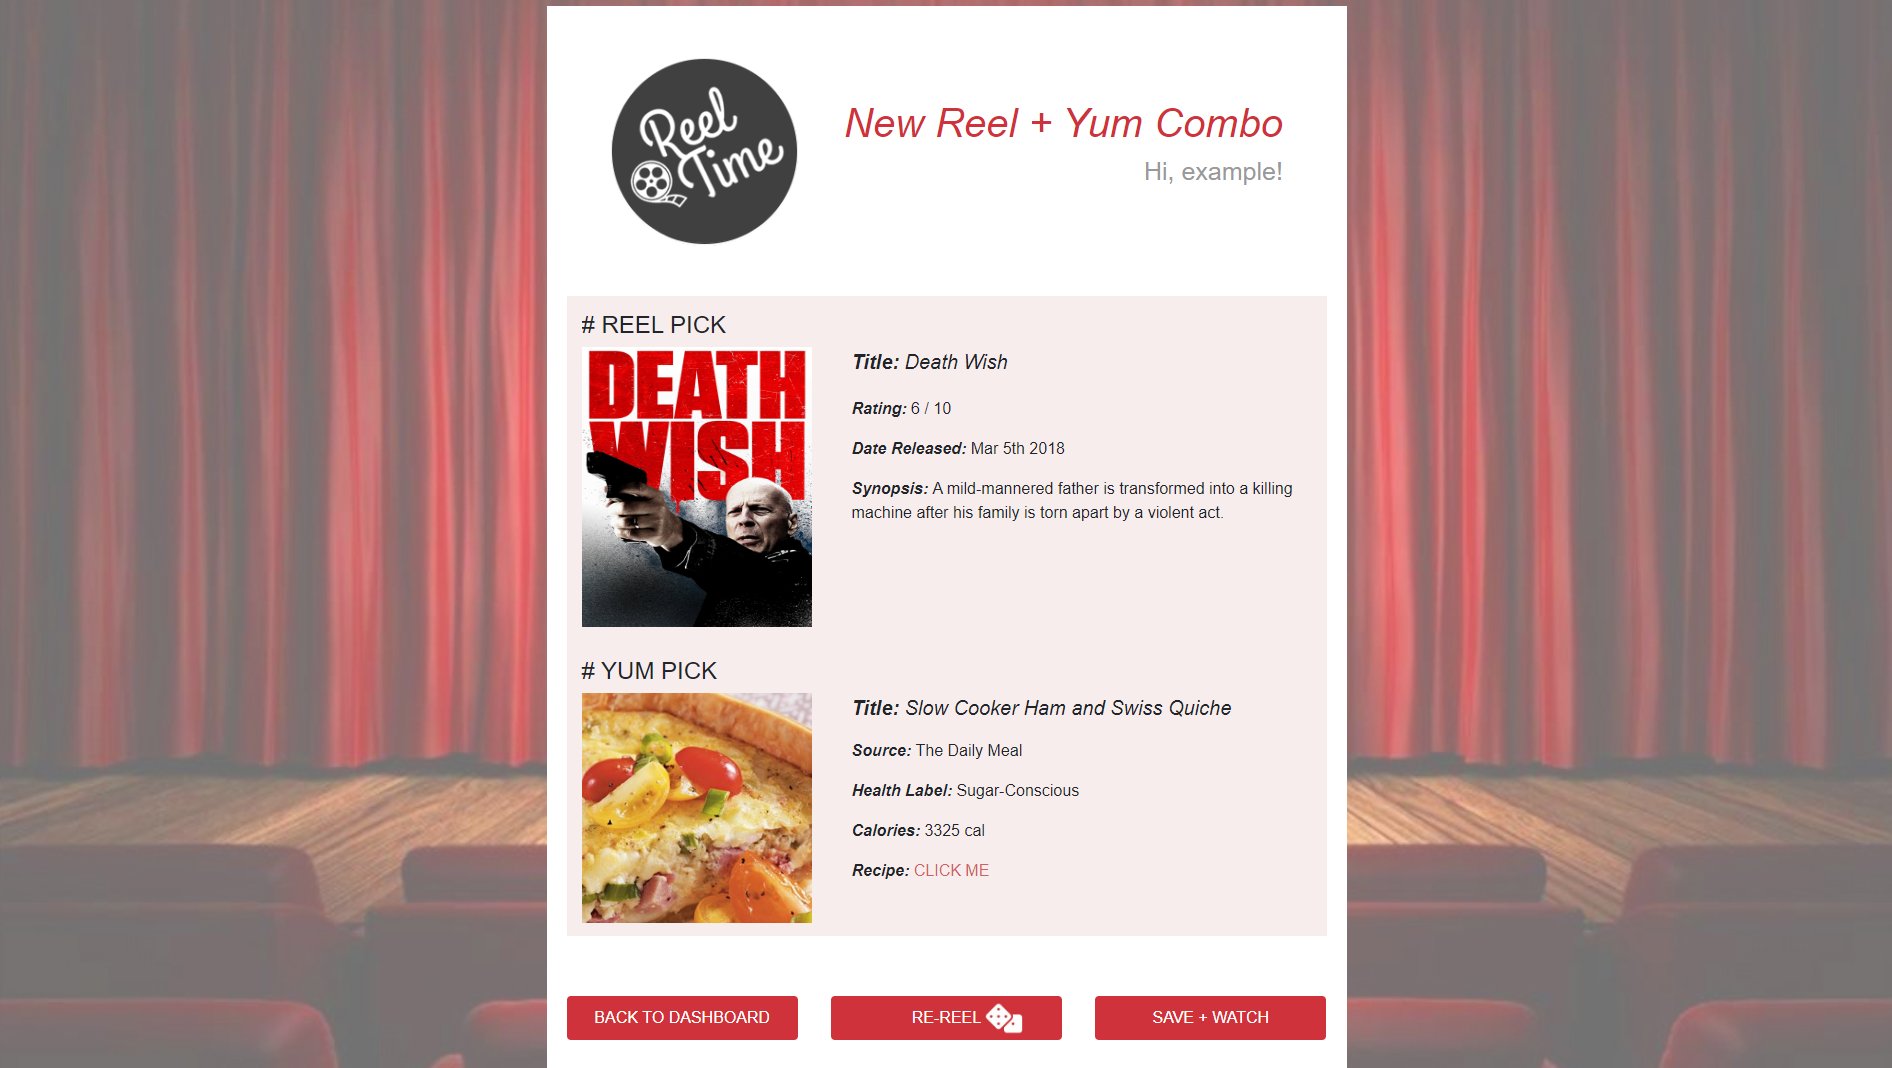 Reel
Time
New Reel + Yum Combo
Hi, example!
# REEL PICK
DEATH
WISH
Title: Death Wish
Rating: 6 / 10
Date Released: Mar 5th 2018
Synopsis: A mild-mannered father is transformed into a killing
machine after his family is torn apart by a violent act.
# YUM PICK
Title: Slow Cooker Ham and Swiss Quiche
Source: The Daily Meal
Health Label: Sugar-Conscious
Calories: 3325 cal
Recipe: CLICK ME
BACK TO DASHBOARD
RE-REEL
SAVE + WATCH